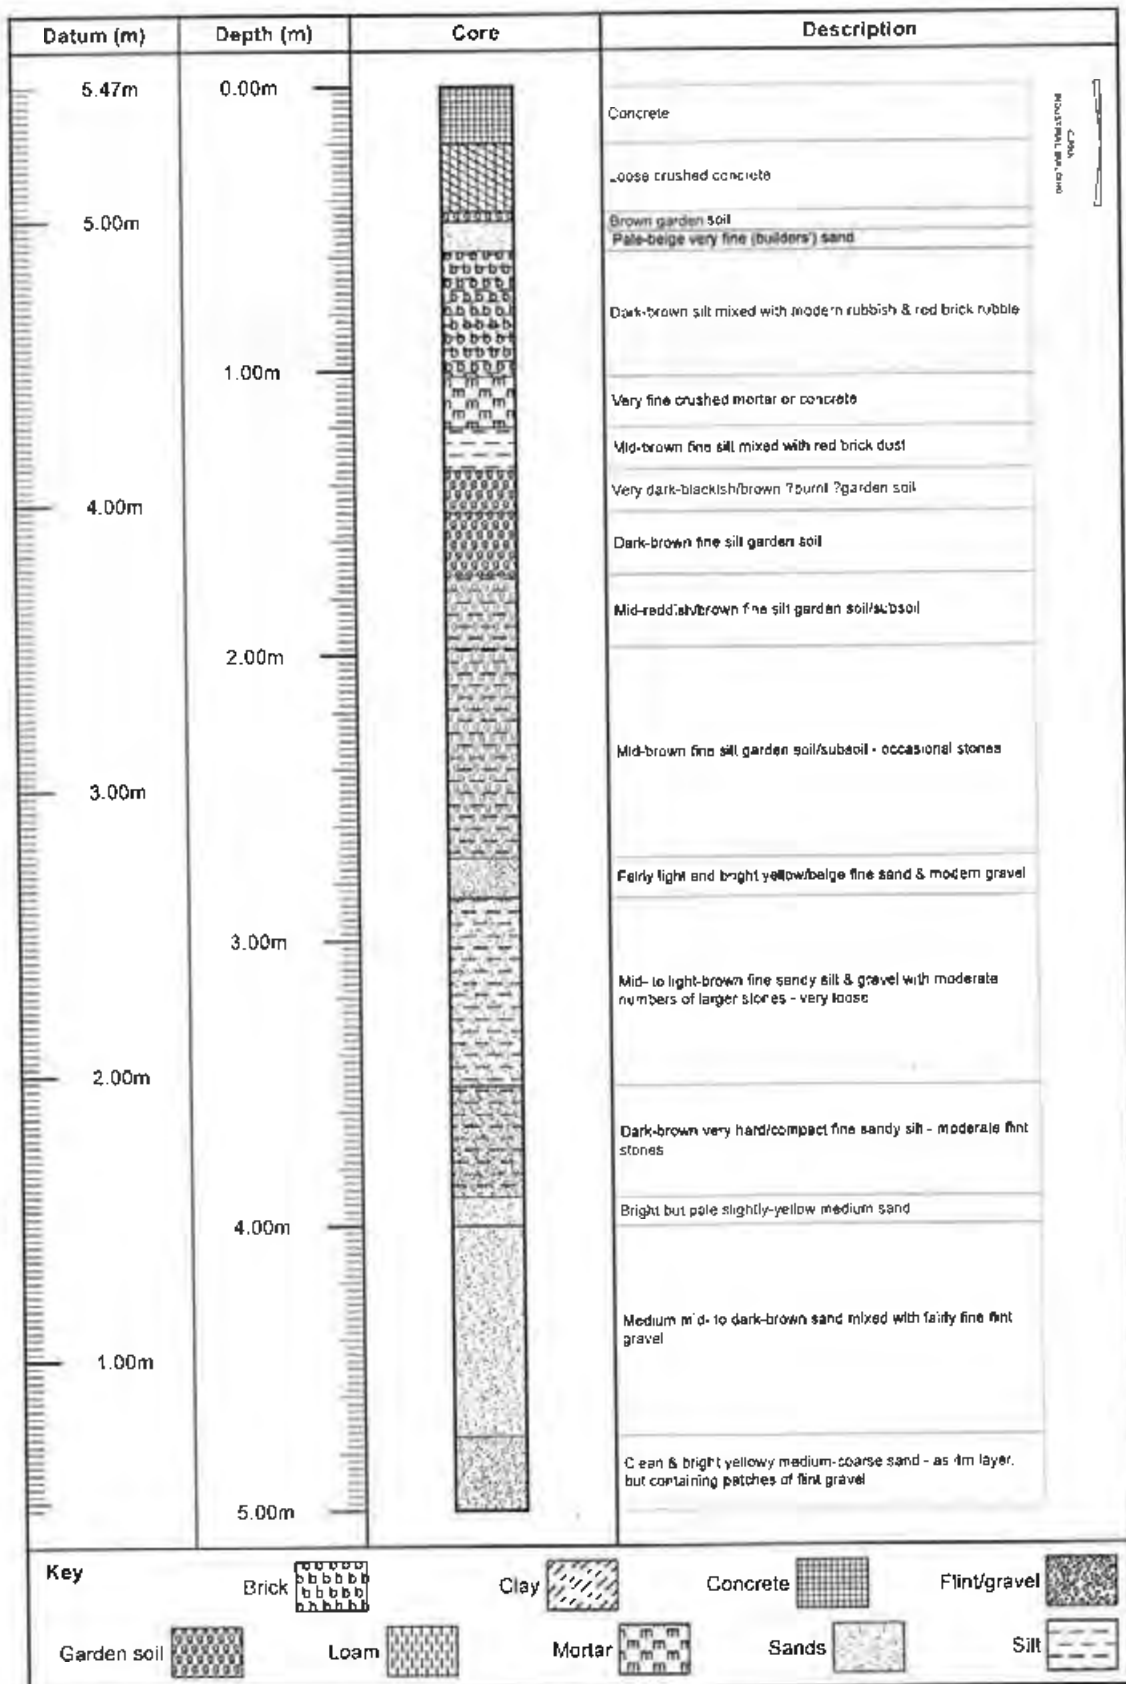 Datum (m) Depth (m) Core Description
5.47m 0.00m
Concrete
Loose crushed concrete
5.00m
Brown garden soil
Pale-beige very fine (builders') sand
Dark-brown silt mixed with modern rubbish & red brick rubble
1.00m
Very fine crushed mortar or concrete
Mid-brown fine silt mixed with red brick dust
Very dark-blackish/brown ?burnt ?garden soil
4.00m
Dark-brown fine silt garden soil
Mid-reddish/brown fine silt garden soil/subsoil
2.00m
Mid-brown fine silt garden soil/subsoil - occasional stones
3.00m
Fairly light and bright yellow/beige fine sand & modern gravel
3.00m
Mid- to light-brown fine sandy silt & gravel with moderate
numbers of larger stones - very loose
2.00m
Dark-brown very hard/compact fine sandy silt - moderate flint
stones
Bright but pale slightly-yellow medium sand
4.00m
Medium mid- to dark-brown sand mixed with fairly fine flint
gravel
1.00m
Clean & bright yellowy medium-coarse sand - as 4m layer,
but containing patches of flint gravel
5.00m
Key
Brick Clay Concrete Flint/gravel
Garden soil Loam Mortar Sands Silt
INDUSTRIAL BUILDING